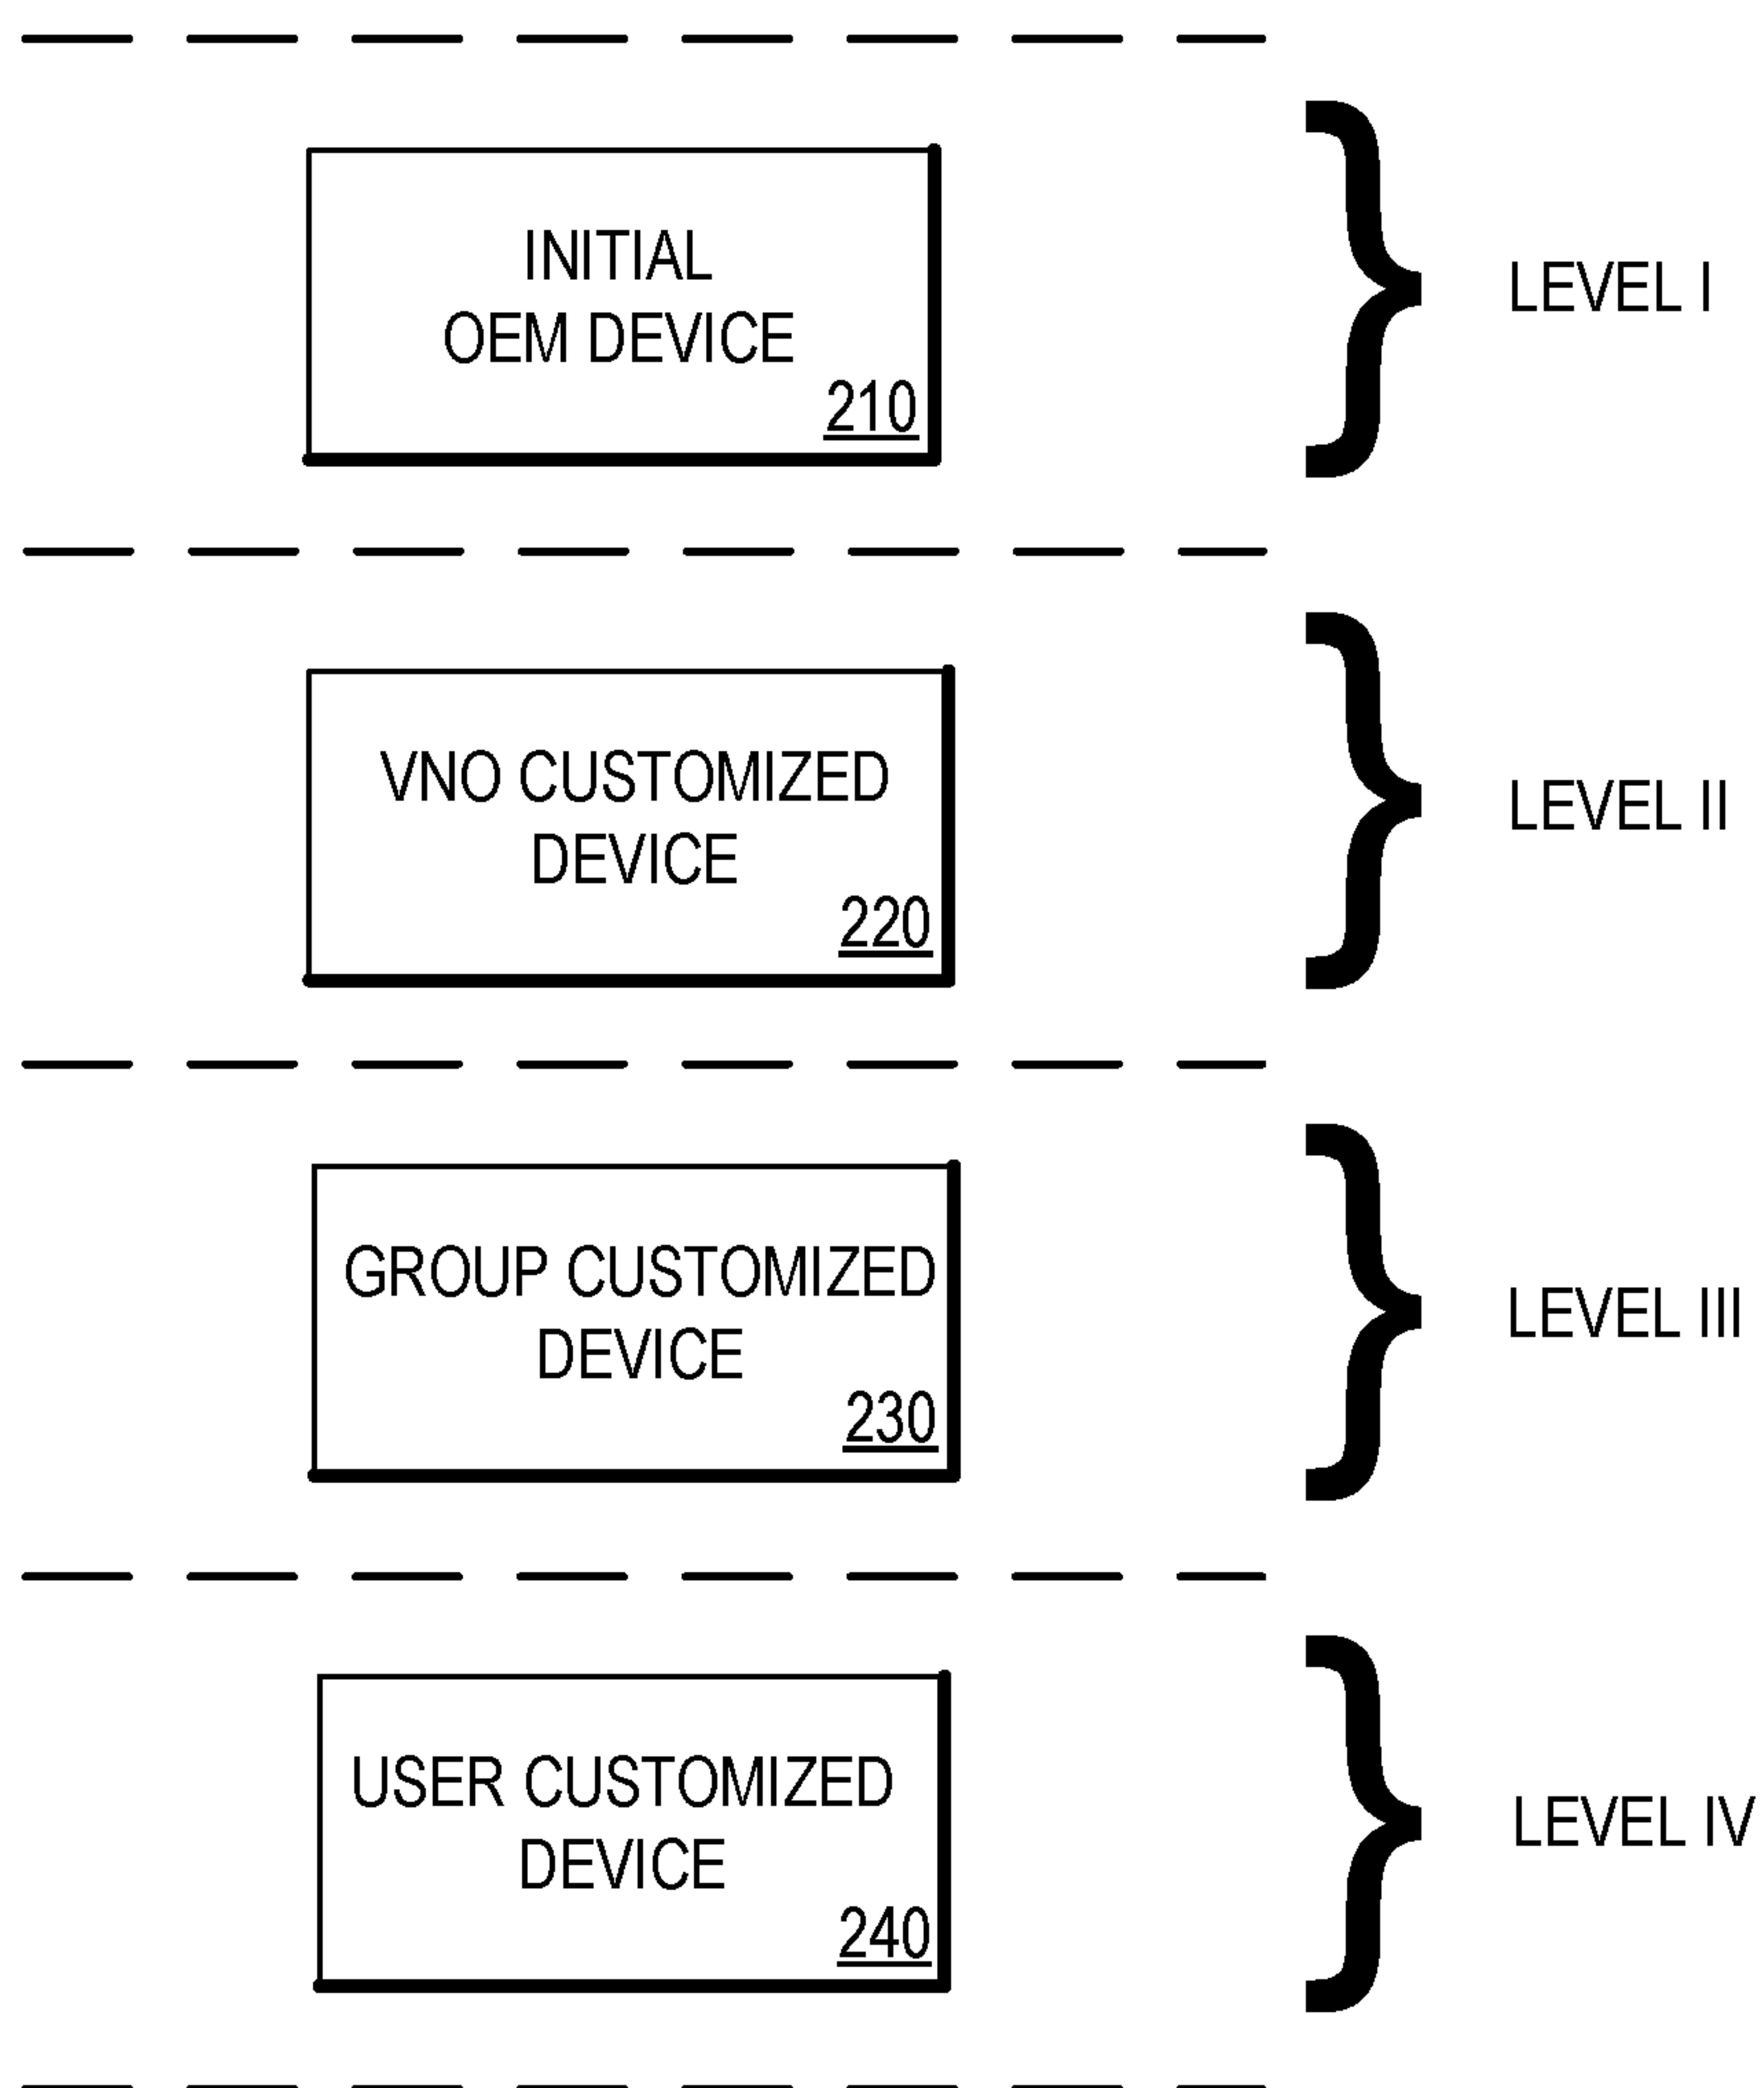 INITIAL
OEM DEVICE
210
LEVEL I
VNO CUSTOMIZED
DEVICE
220
LEVEL II
GROUP CUSTOMIZED
DEVICE
230
LEVEL III
USER CUSTOMIZED
DEVICE
240
LEVEL IV